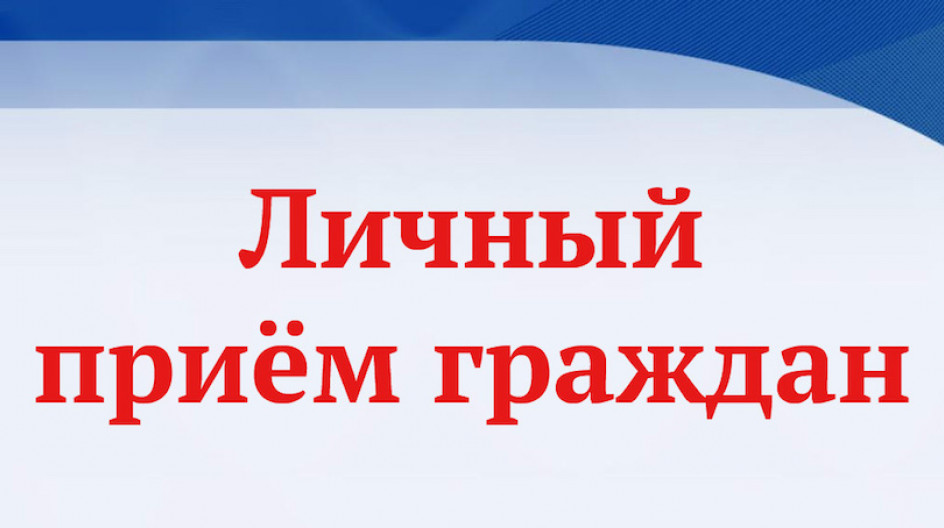 Личный
приём граждан